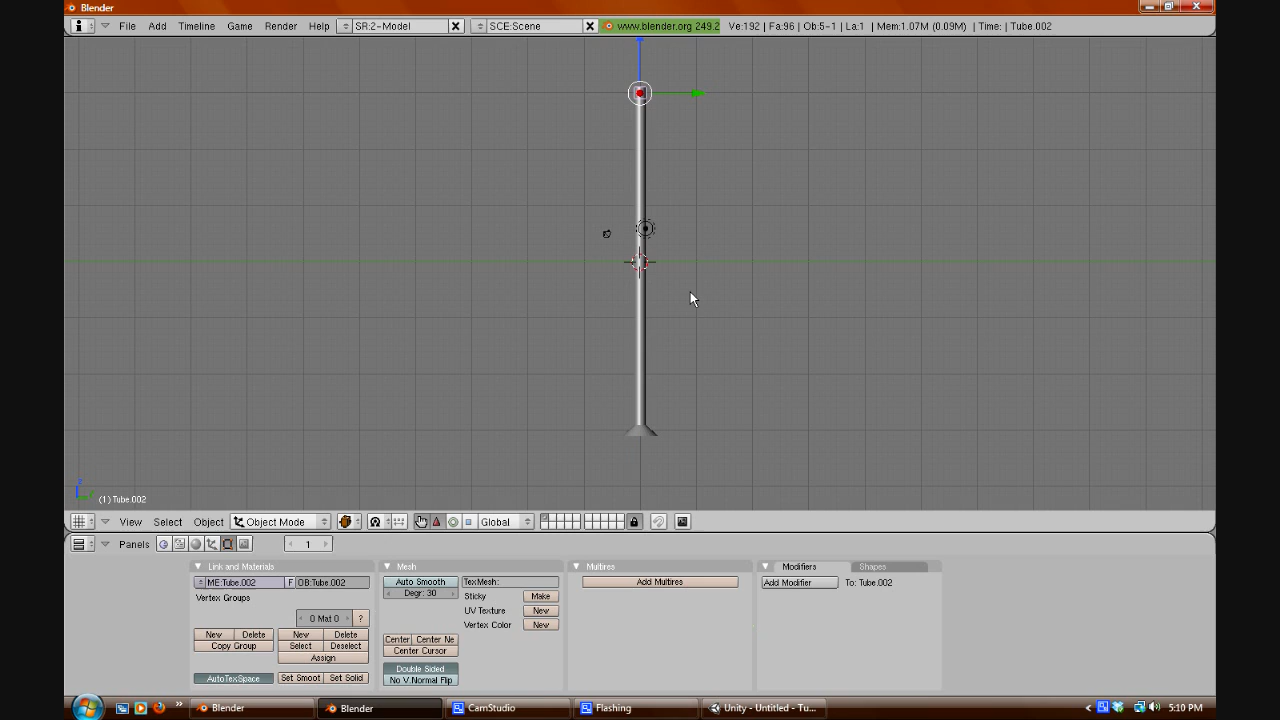 Blender
File Add Timeline Game Render Help SR:2-Model SCE:Scene www.blender.org 249.2 Ve:192 | Fa:96 | Ob:5-1 | La:1 | Mem:1.07M (0.09M) | Time: | Tube.002
z
(1) Tube.002
View Select Object Object Mode Global
Panels 1
Link and Materials Mesh Multires Modifiers Shapes
ME:Tube.002 F OB:Tube.002 Auto Smooth TexMesh: Add Multires Add Modifier To: Tube.002
Degr: 30 Sticky Make
Vertex Groups
UV Texture New
0 Mat 0 ? Vertex Color New
New Delete New Delete Center Center Ne
Copy Group Select Deselect Center Cursor
Assign
Double Sided
AutoTexSpace Set Smoot Set Solid No V.Normal Flip
Blender Blender CamStudio Flashing Unity - Untitled - Tu... 5:10 PM